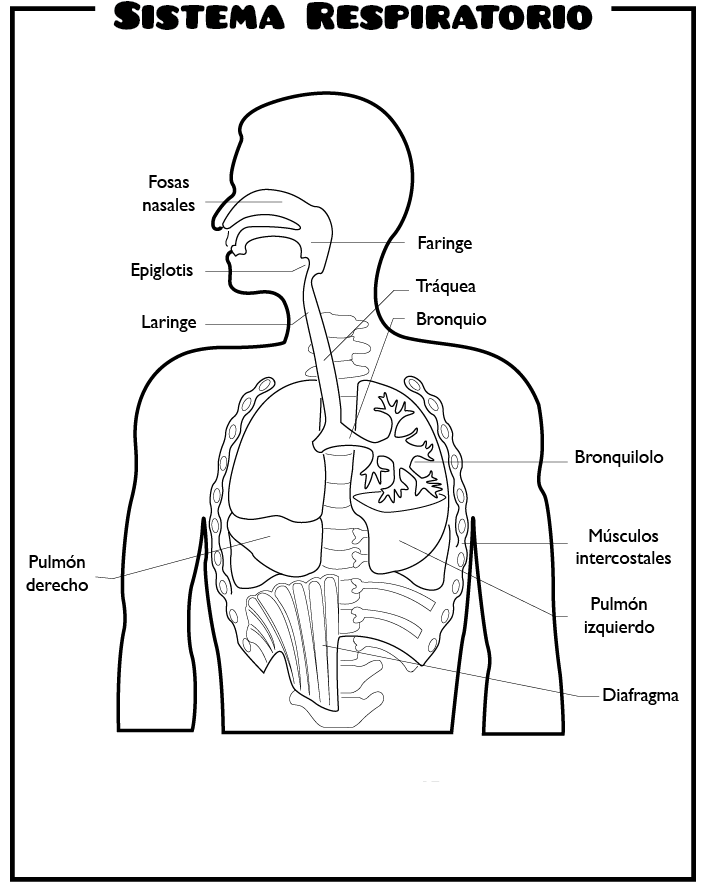 SISTEMA RESPIRATORIO
Fosas
nasales
Faringe
Epiglotis
Tráquea
Laringe
Bronquio
Bronquilolo
Músculos
intercostales
Pulmón
derecho
Pulmón
izquierdo
Diafragma